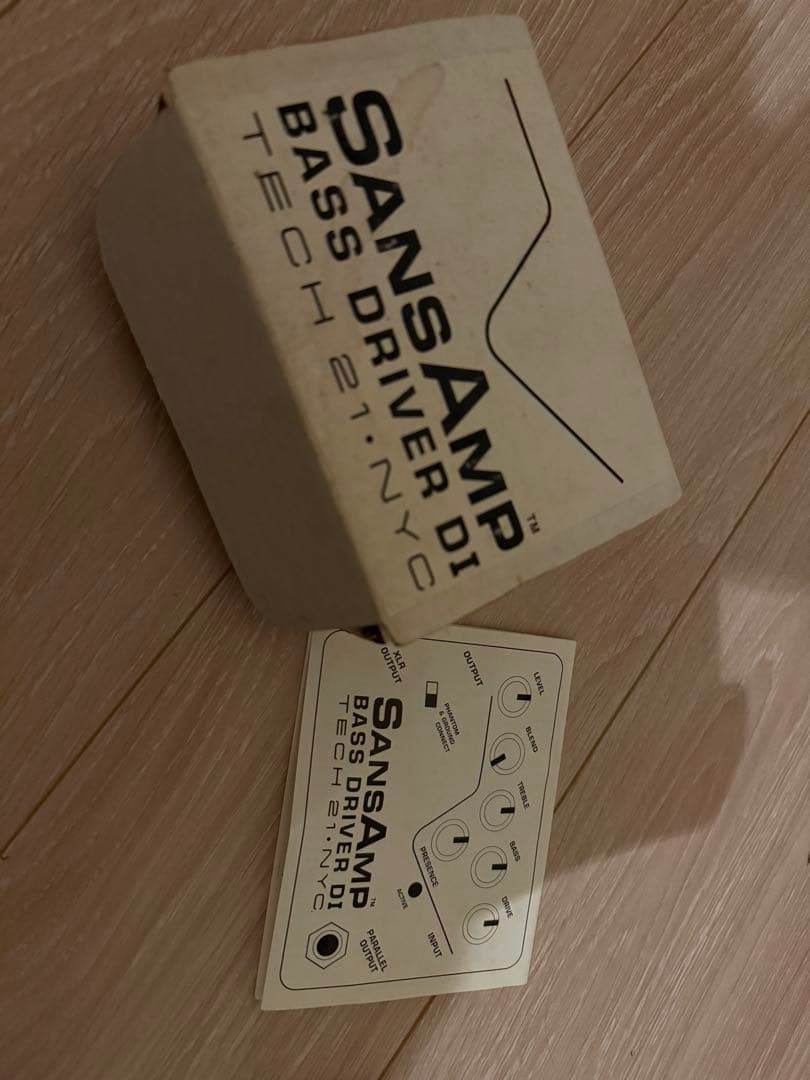 SANSAMP™
BASS DRIVER DI
TECH 21•NYC
LEVEL
BLEND
TREBLE
BASS
DRIVE
OUTPUT
PRESENCE
INPUT
PHANTOM
& GROUND
CONNECT
ACTIVE
XLR
OUTPUT
SANSAMP™
BASS DRIVER DI
TECH 21•NYC
PARALLEL
OUTPUT